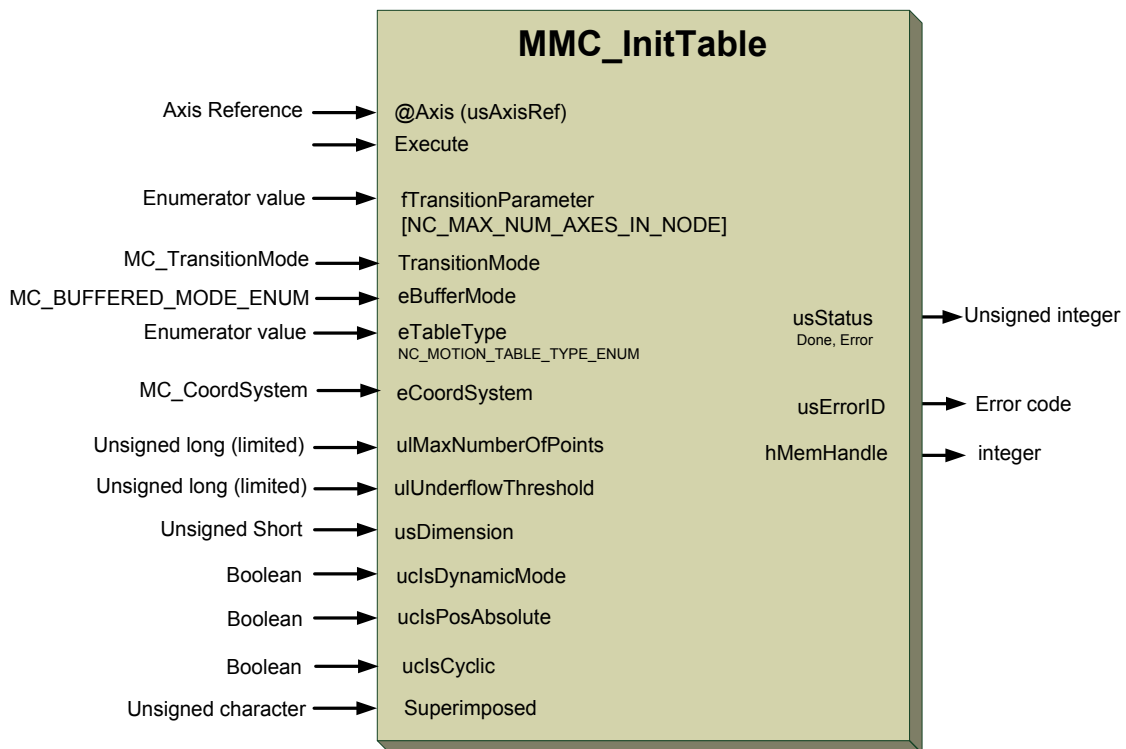 MMC_InitTable
Axis Reference
@Axis (usAxisRef)
Execute
Enumerator value
fTransitionParameter
[NC_MAX_NUM_AXES_IN_NODE]
MC_TransitionMode
TransitionMode
MC_BUFFERED_MODE_ENUM
eBufferMode
Enumerator value
eTableType
NC_MOTION_TABLE_TYPE_ENUM
MC_CoordSystem
eCoordSystem
Unsigned long (limited)
ulMaxNumberOfPoints
Unsigned long (limited)
ulUnderflowThreshold
Unsigned Short
usDimension
Boolean
ucIsDynamicMode
Boolean
ucIsPosAbsolute
Boolean
ucIsCyclic
Unsigned character
Superimposed
usStatus
Done, Error
Unsigned integer
usErrorID
Error code
hMemHandle
integer